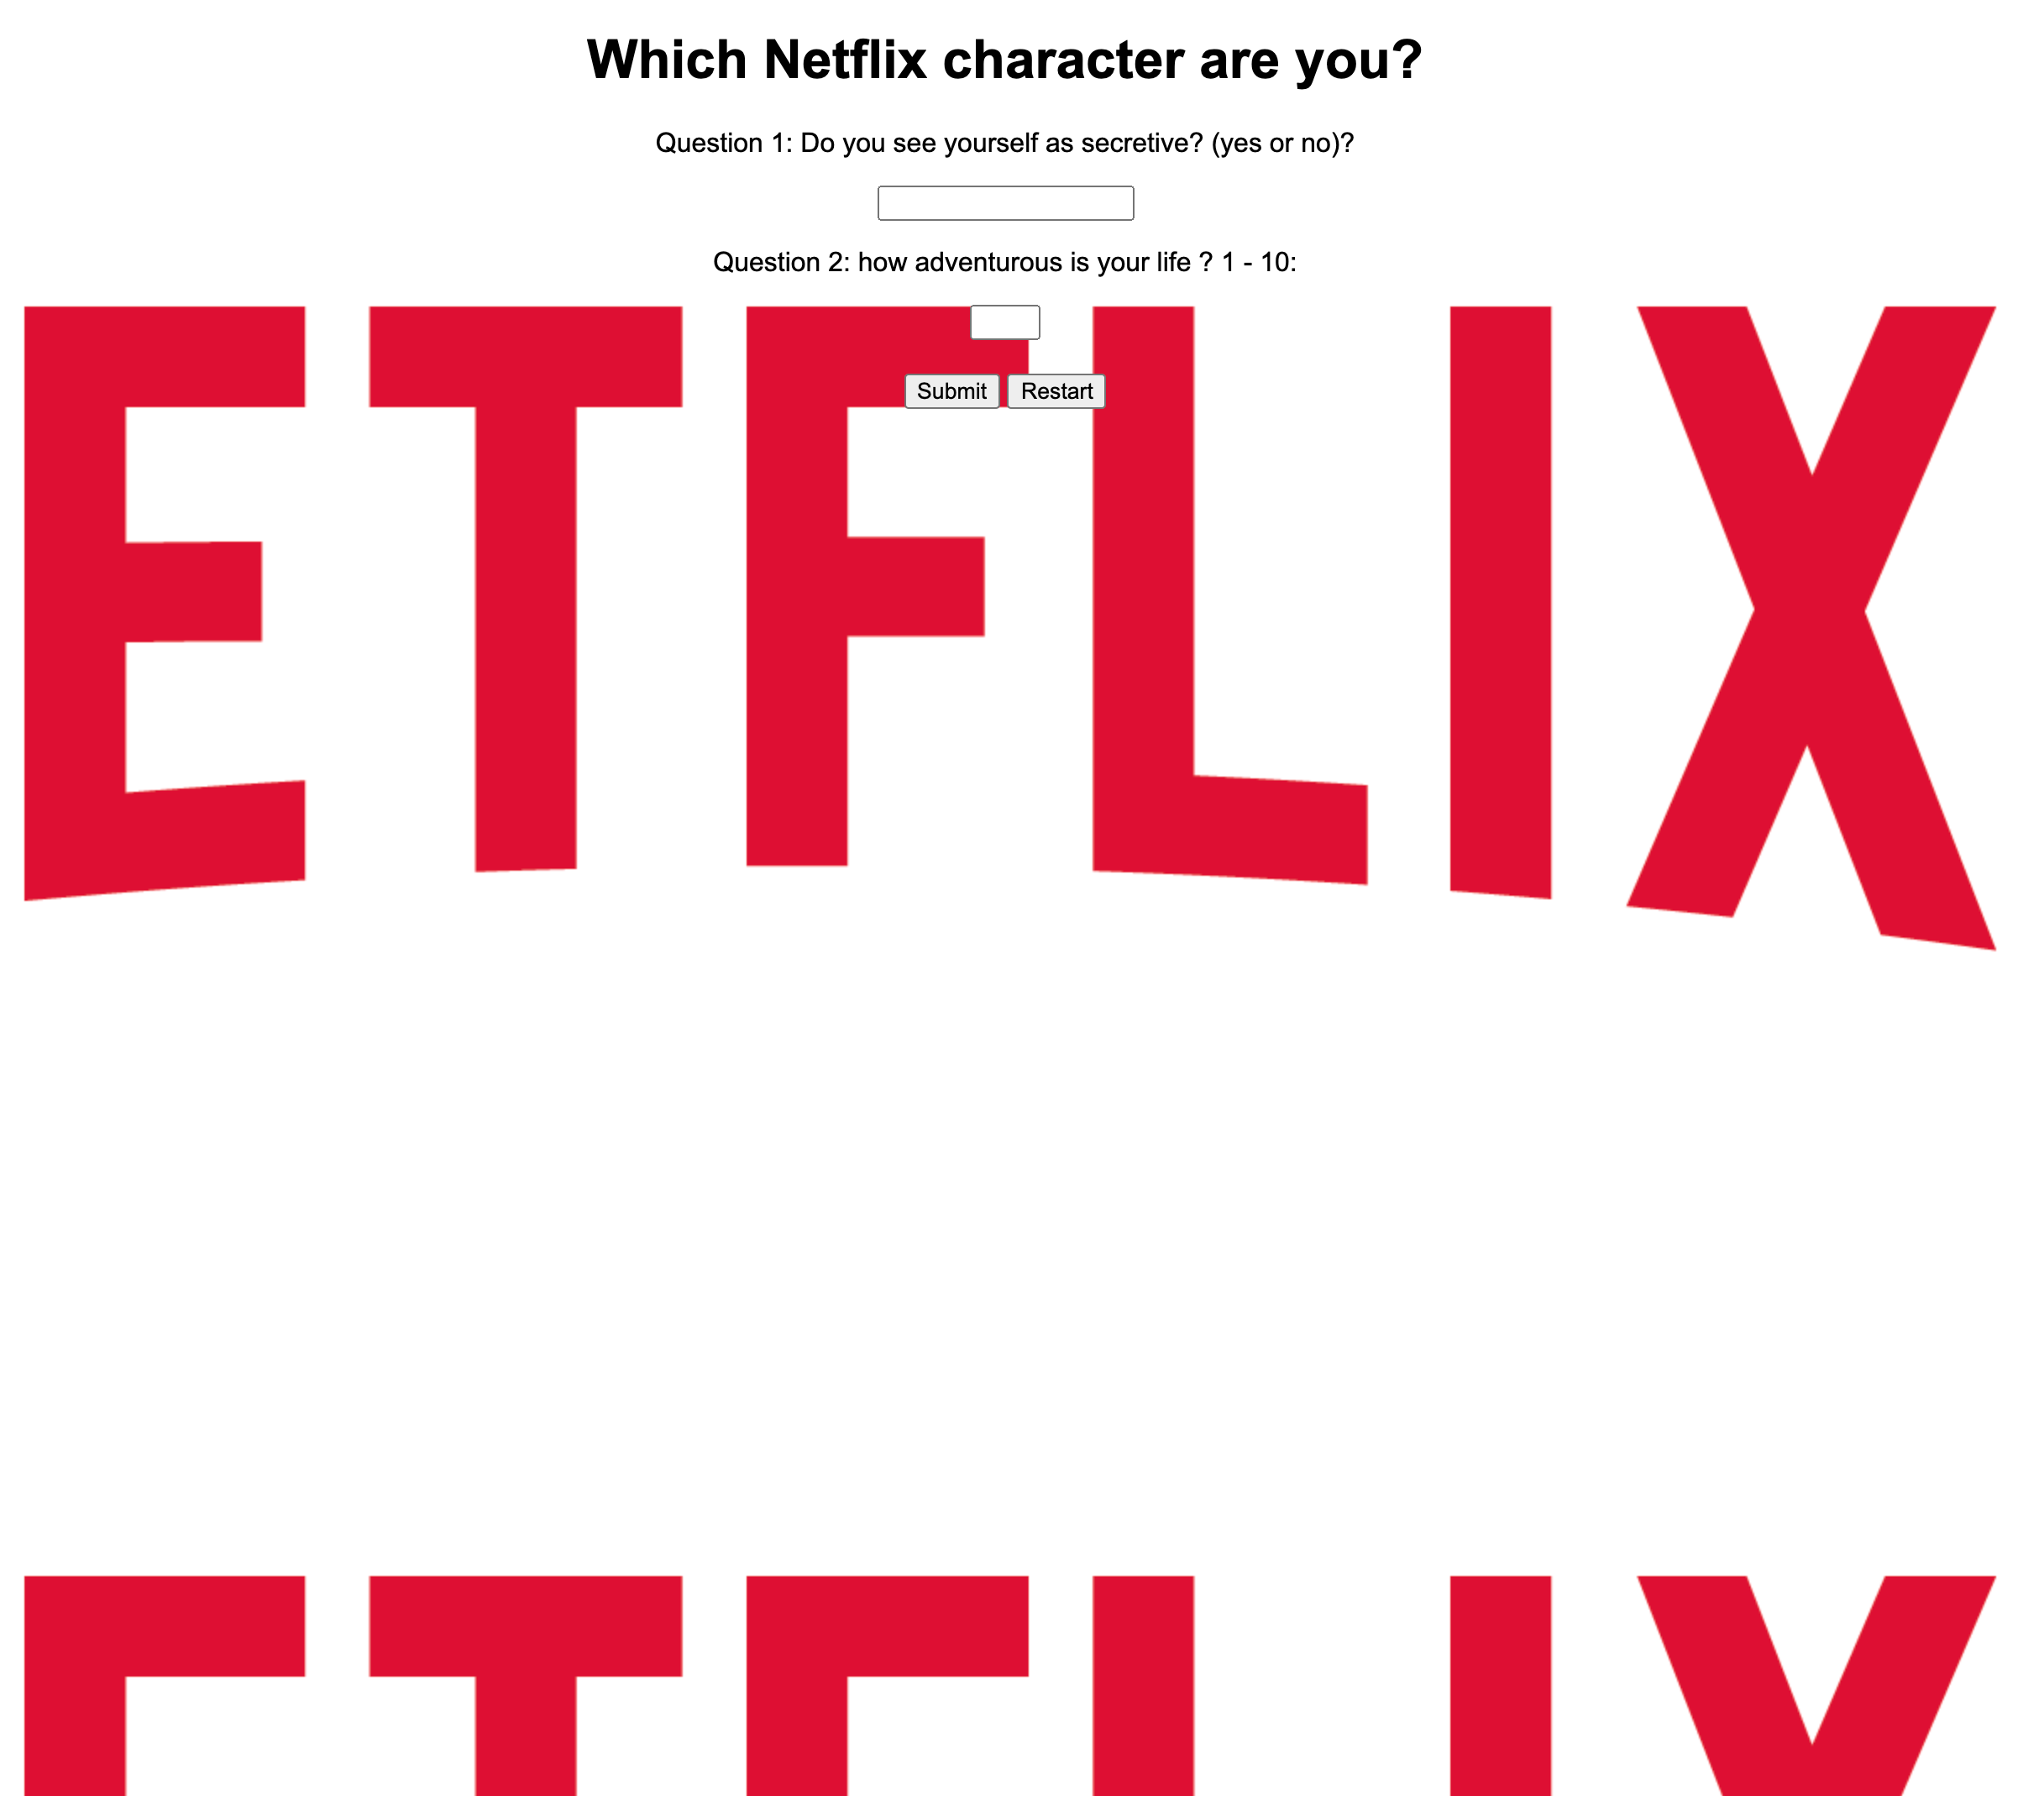 Which Netflix character are you?
Question 1: Do you see yourself as secretive? (yes or no)?
Question 2: how adventurous is your life ? 1 - 10:
Submit Restart
ETFLIX
ETFLIX